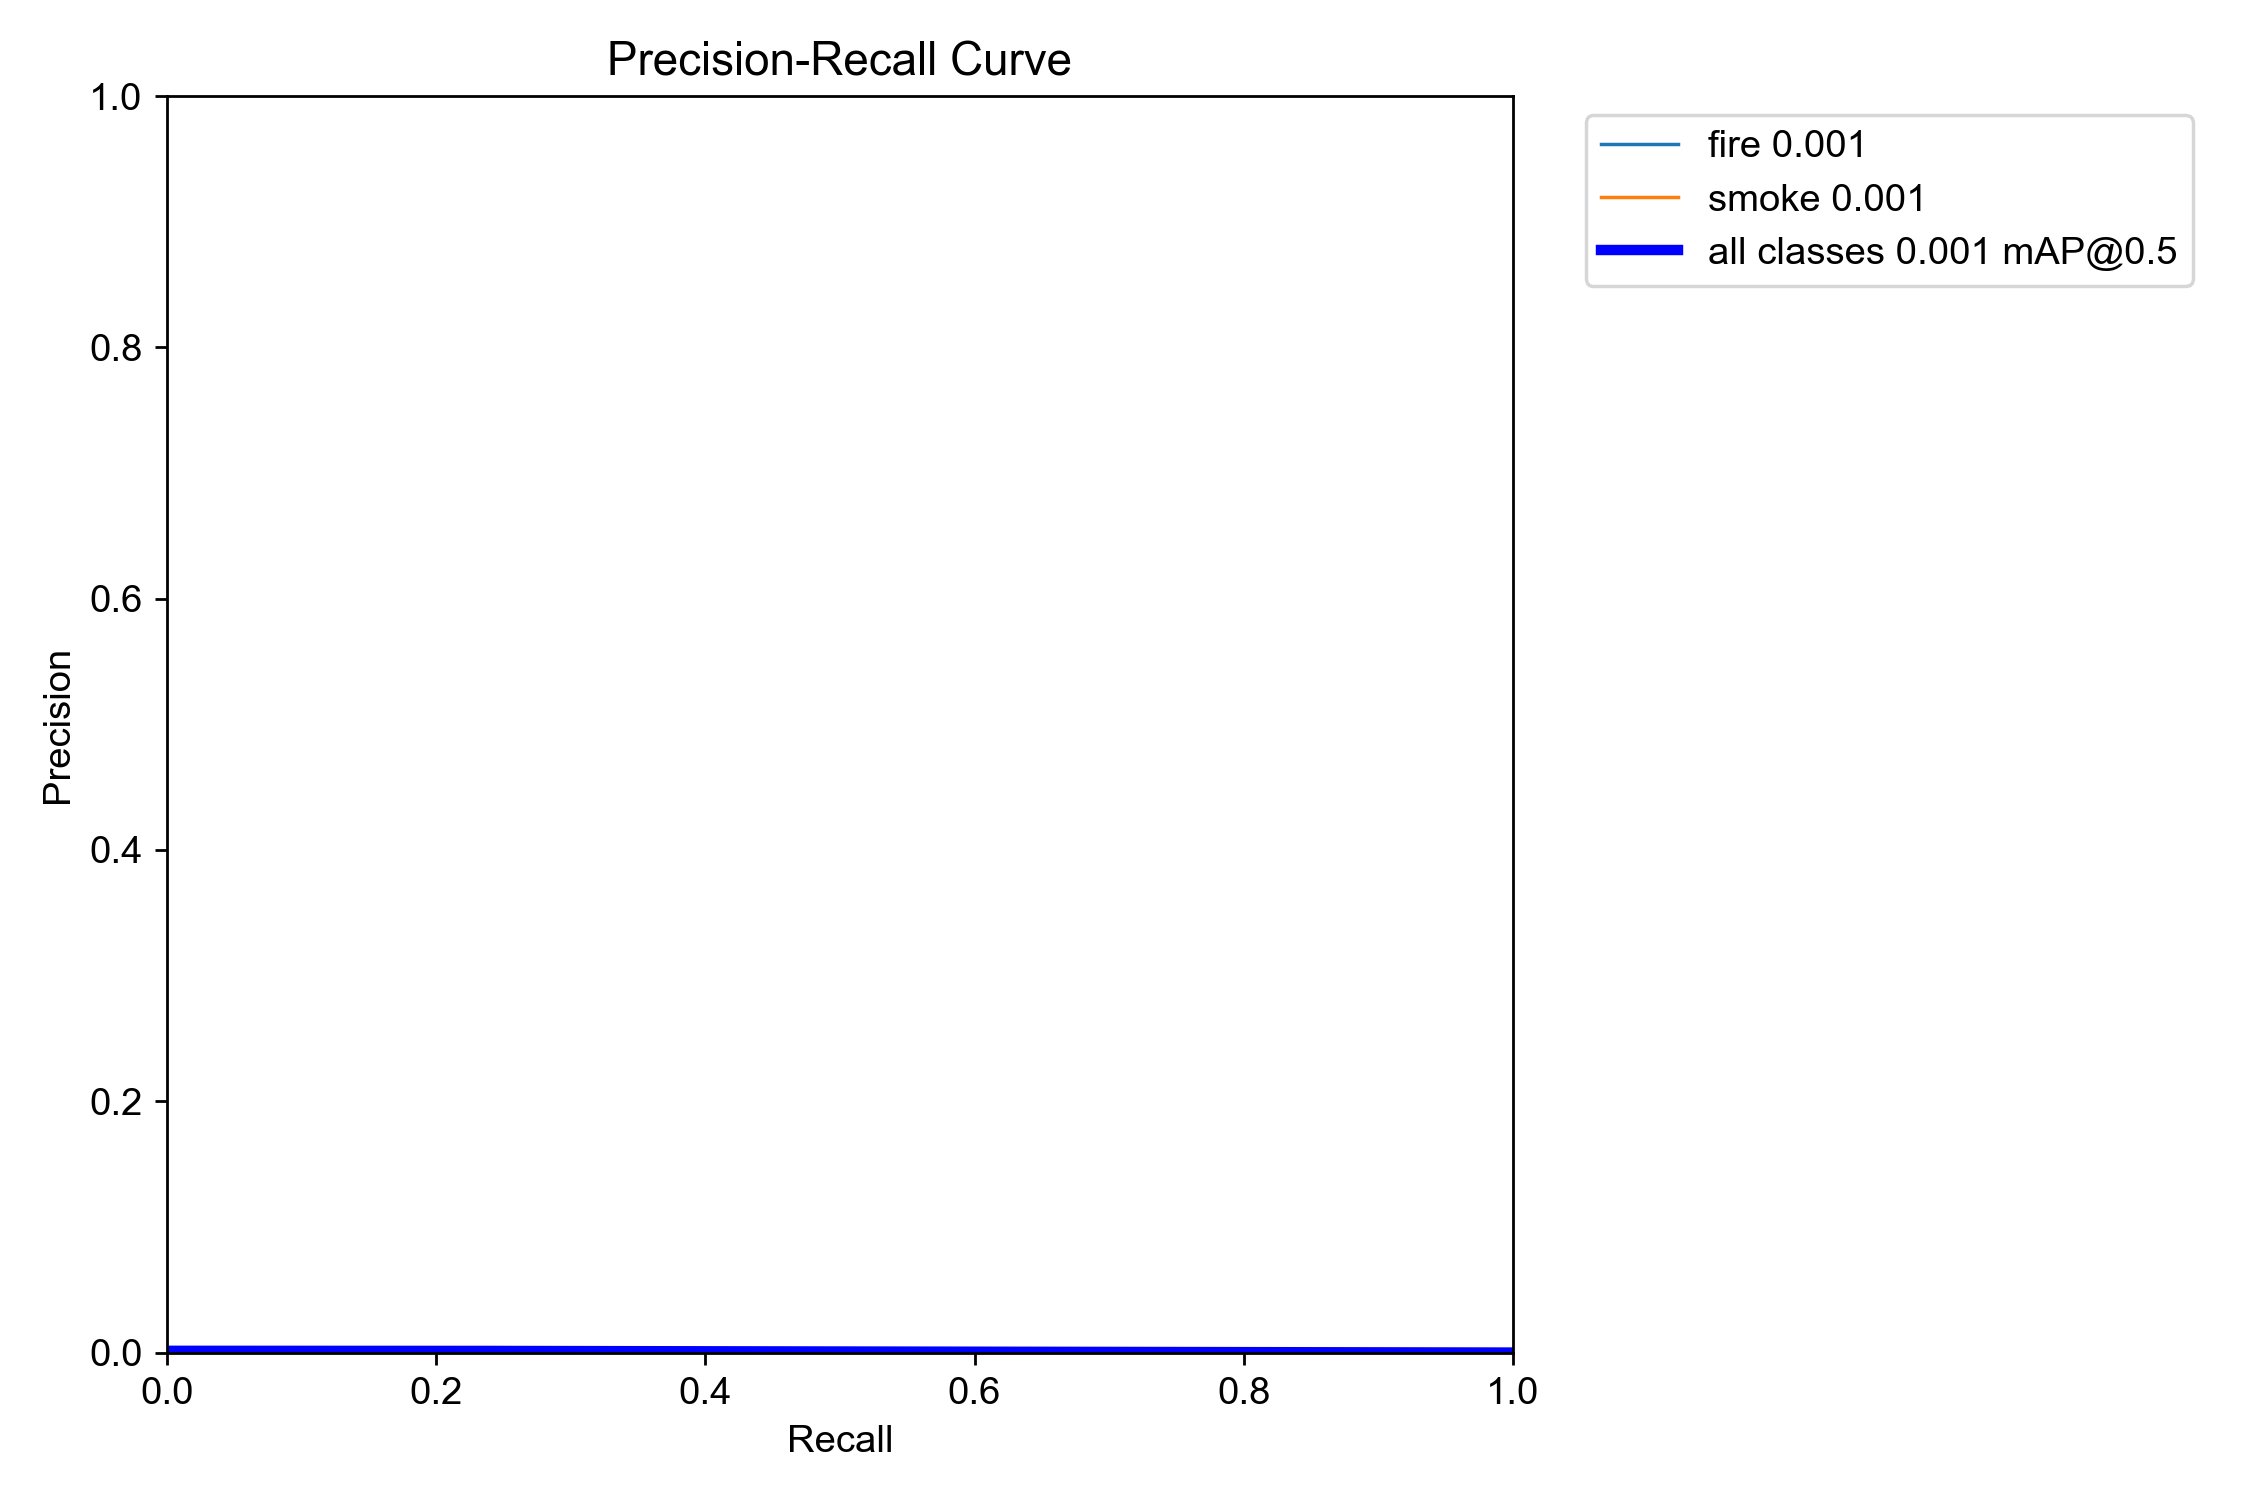 Precision-Recall Curve
1.0
0.8
0.6
0.4
0.2
0.0
Precision
0.0 0.2 0.4 0.6 0.8 1.0
Recall
fire 0.001
smoke 0.001
all classes 0.001 mAP@0.5